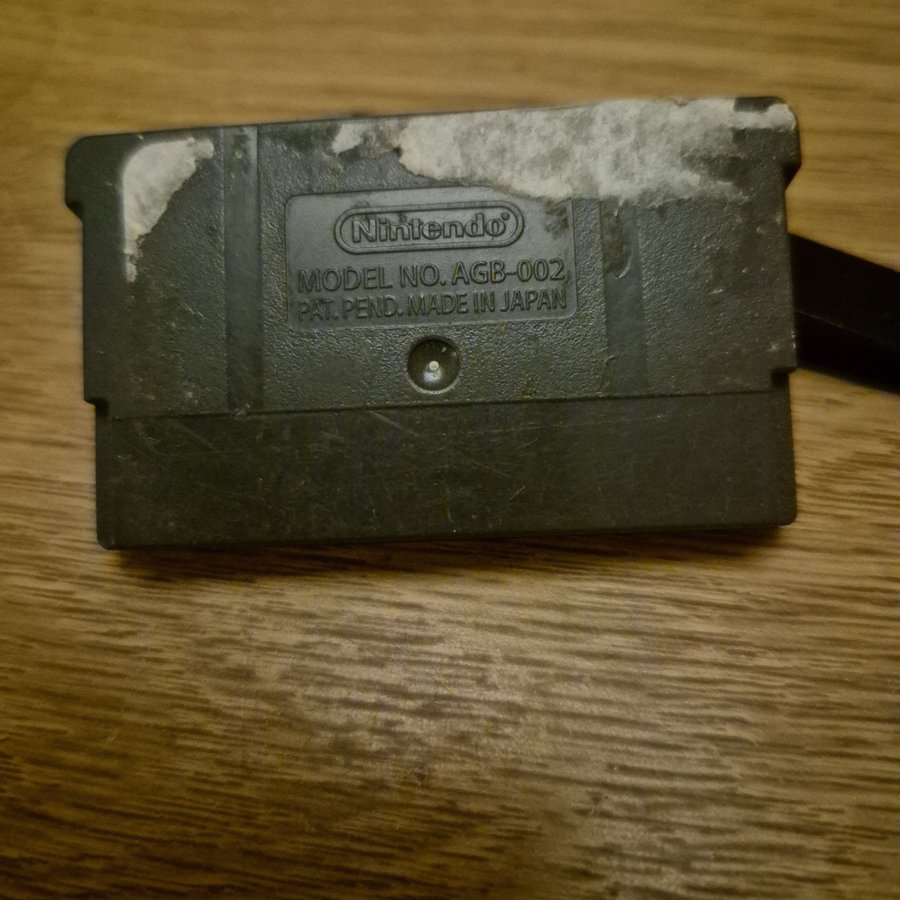 Nintendo®
MODEL NO. AGB-002
PAT. PEND. MADE IN JAPAN